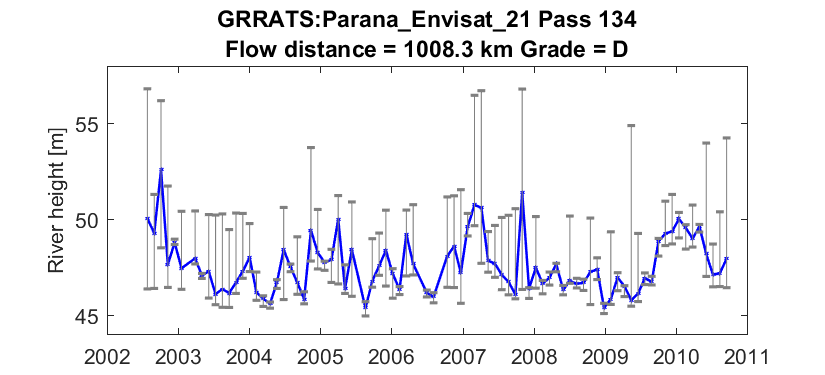 GRRATS:Parana_Envisat_21 Pass 134
Flow distance = 1008.3 km Grade = D
River height [m]
55
50
45
2002 2003 2004 2005 2006 2007 2008 2009 2010 2011